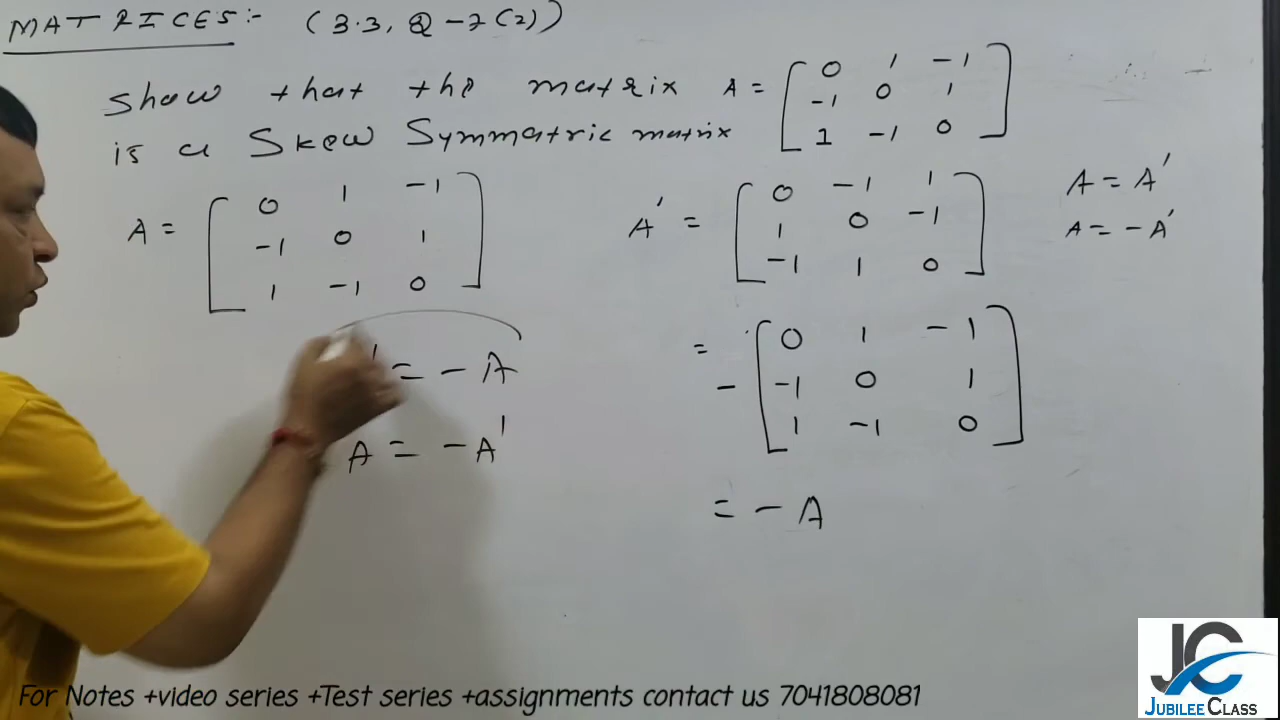 MATRICES:- (3.3, Q-7(2))
Show that the matrix A = [ 0 1 -1
-1 0 1
is a Skew Symmatric matrix 1 -1 0 ]
A = [ 0 1 -1
-1 0 1
1 -1 0 ]
A' = [ 0 -1 1
1 0 -1
-1 1 0 ]
A = A'
A = -A'
' = -A
A = -A'
= - [ 0 1 -1
-1 0 1
1 -1 0 ]
= -A
For Notes +video series +Test series +assignments contact us 7041808081
JC
JUBILEE CLASS